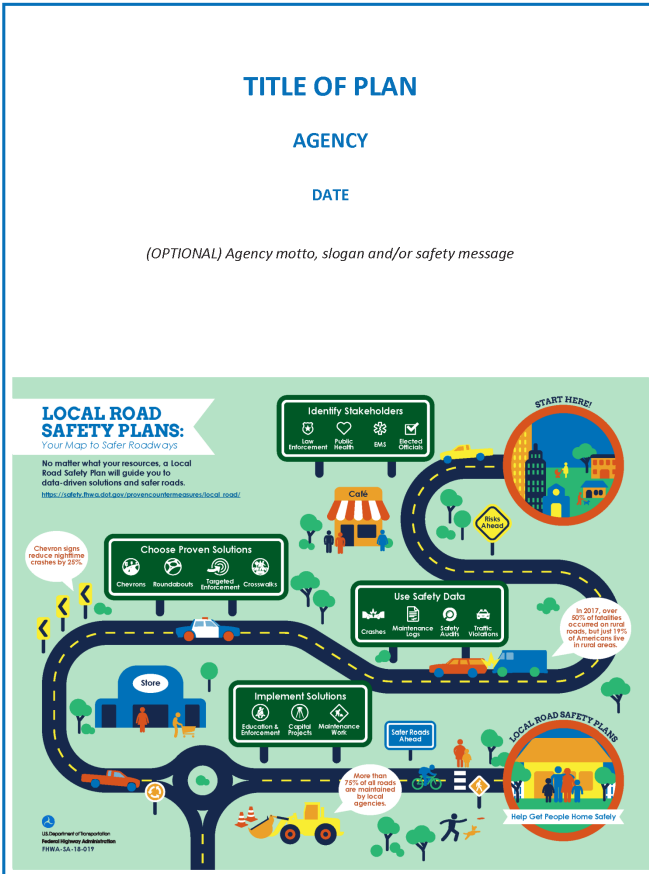 TITLE OF PLAN
AGENCY
DATE
(OPTIONAL) Agency motto, slogan and/or safety message
LOCAL ROAD
SAFETY PLANS:
Your Map to Safer Roadways
No matter what your resources, a Local
Road Safety Plan will guide you to
data-driven solutions and safer roads.
https://safety.fhwa.dot.gov/provencountermeasures/local_road/
START HERE!
Identify Stakeholders
Law
Enforcement
Public
Health
EMS
Elected
Officials
Café
Risks
Ahead
Chevron signs
reduce nighttime
crashes by 25%.
Choose Proven Solutions
Chevrons
Roundabouts
Targeted
Enforcement
Crosswalks
Use Safety Data
Crashes
Maintenance
Logs
Safety
Audits
Traffic
Violations
In 2017, over
50% of fatalities
occurred on rural
roads, but just 19%
of Americans live
in rural areas.
Store
Implement Solutions
Education &
Enforcement
Capital
Projects
Maintenance
Work
Safer Roads
Ahead
LOCAL ROAD SAFETY PLANS
Help Get People Home Safely
More than
75% of all roads
are maintained
by local
agencies.
U.S. Department of Transportation
Federal Highway Administration
FHWA-SA-18-019